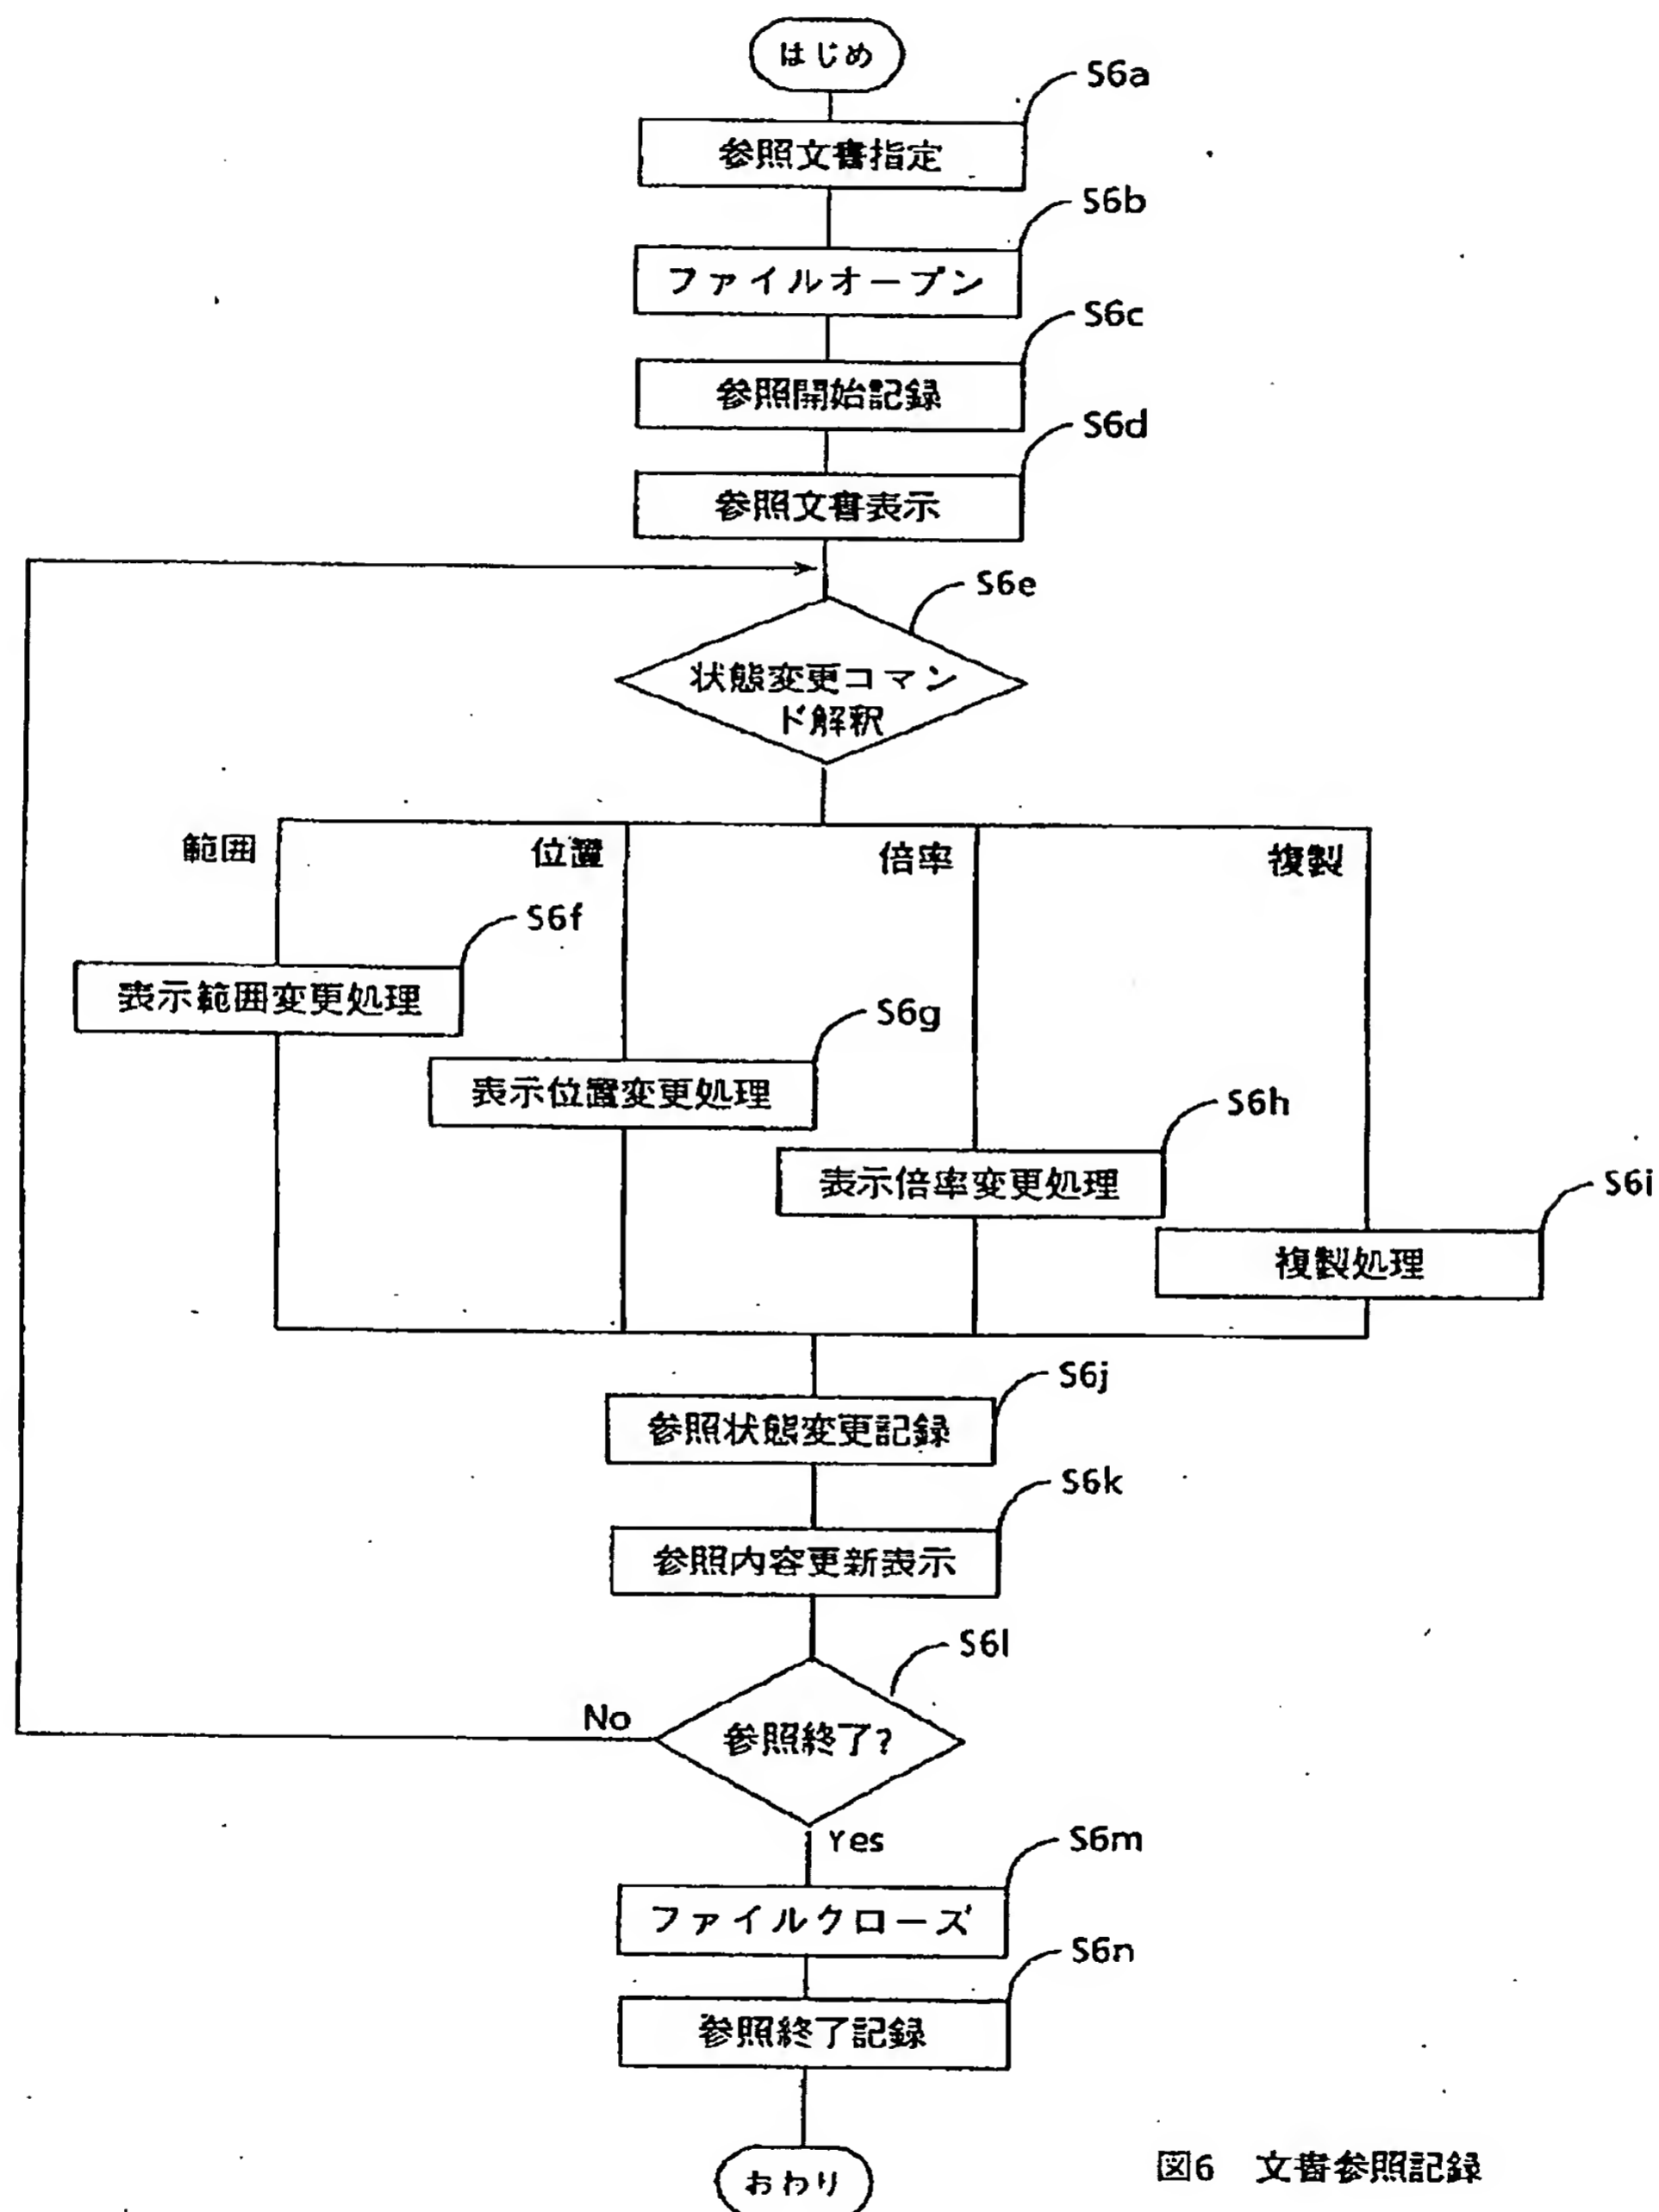 はじめ
S6a
参照文書指定
S6b
ファイルオープン
S6c
参照開始記録
S6d
参照文書表示
S6e
状態変更コマン
ド解釈
範囲
位置
倍率
複製
S6f
表示範囲変更処理
S6g
表示位置変更処理
S6h
表示倍率変更処理
S6i
複製処理
S6j
参照状態変更記録
S6k
参照内容更新表示
S6l
No
参照終了?
Yes
S6m
ファイルクローズ
S6n
参照終了記録
おわり
図6 文書参照記録